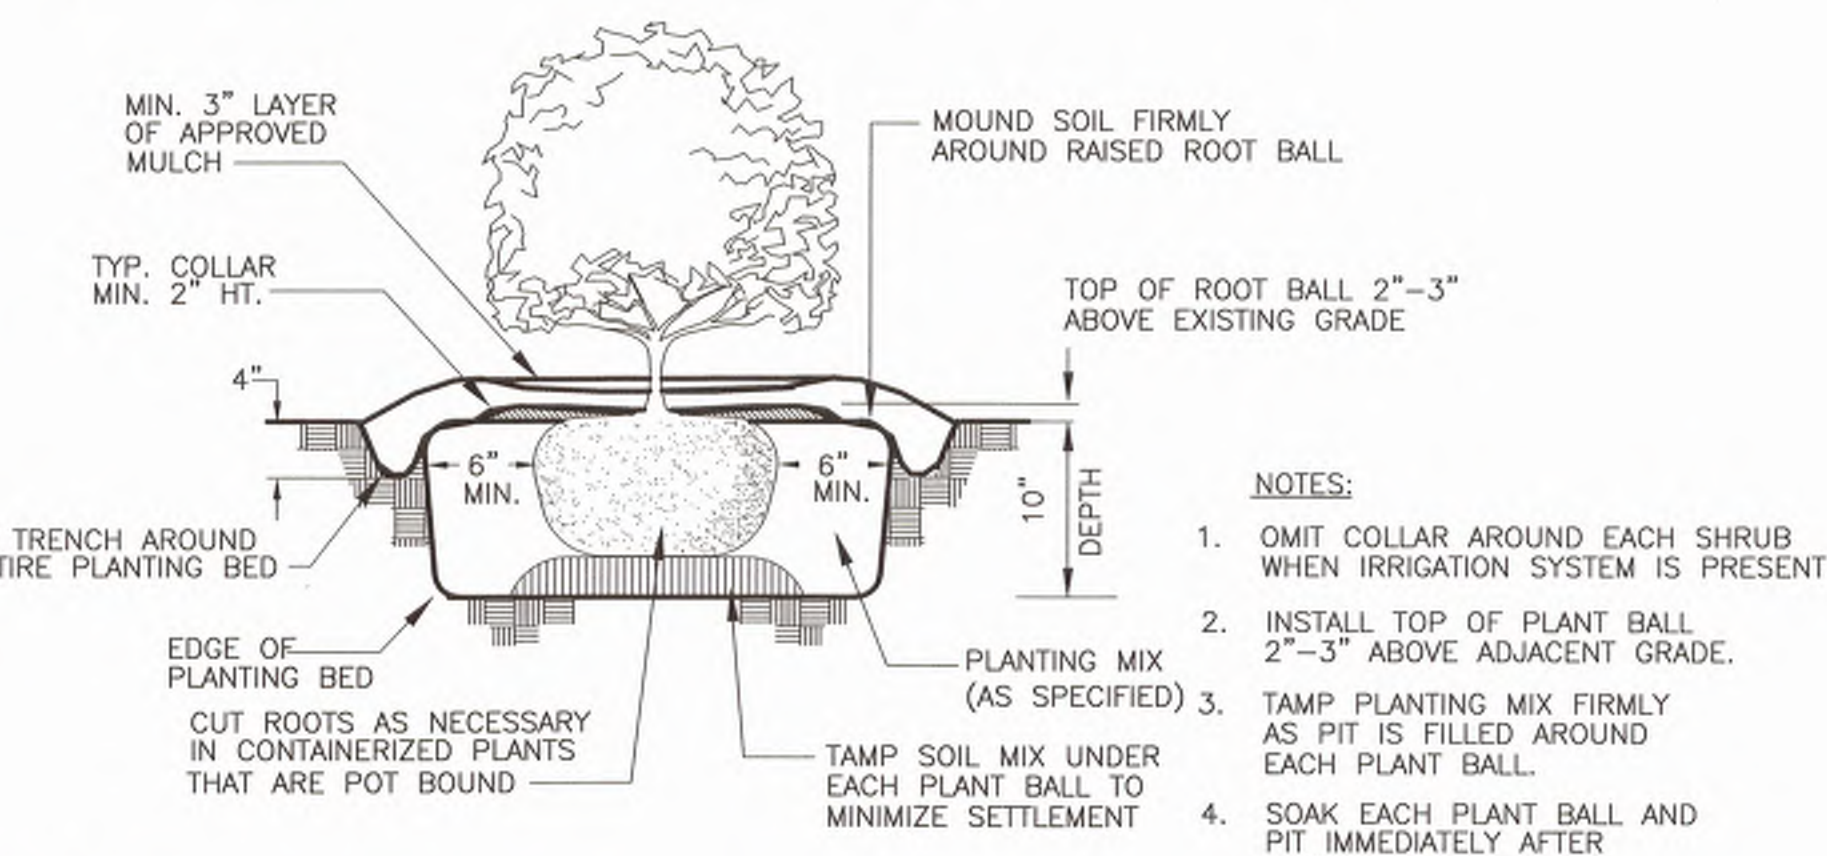 MIN. 3" LAYER
OF APPROVED
MULCH
MOUND SOIL FIRMLY
AROUND RAISED ROOT BALL
TYP. COLLAR
MIN. 2" HT.
TOP OF ROOT BALL 2"-3"
ABOVE EXISTING GRADE
4"
6"
MIN.
6"
MIN.
10"
DEPTH
TRENCH AROUND
TIRE PLANTING BED
EDGE OF
PLANTING BED
CUT ROOTS AS NECESSARY
IN CONTAINERIZED PLANTS
THAT ARE POT BOUND
PLANTING MIX
(AS SPECIFIED)
TAMP SOIL MIX UNDER
EACH PLANT BALL TO
MINIMIZE SETTLEMENT
NOTES:
1. OMIT COLLAR AROUND EACH SHRUB
WHEN IRRIGATION SYSTEM IS PRESENT
2. INSTALL TOP OF PLANT BALL
2"-3" ABOVE ADJACENT GRADE.
3. TAMP PLANTING MIX FIRMLY
AS PIT IS FILLED AROUND
EACH PLANT BALL.
4. SOAK EACH PLANT BALL AND
PIT IMMEDIATELY AFTER